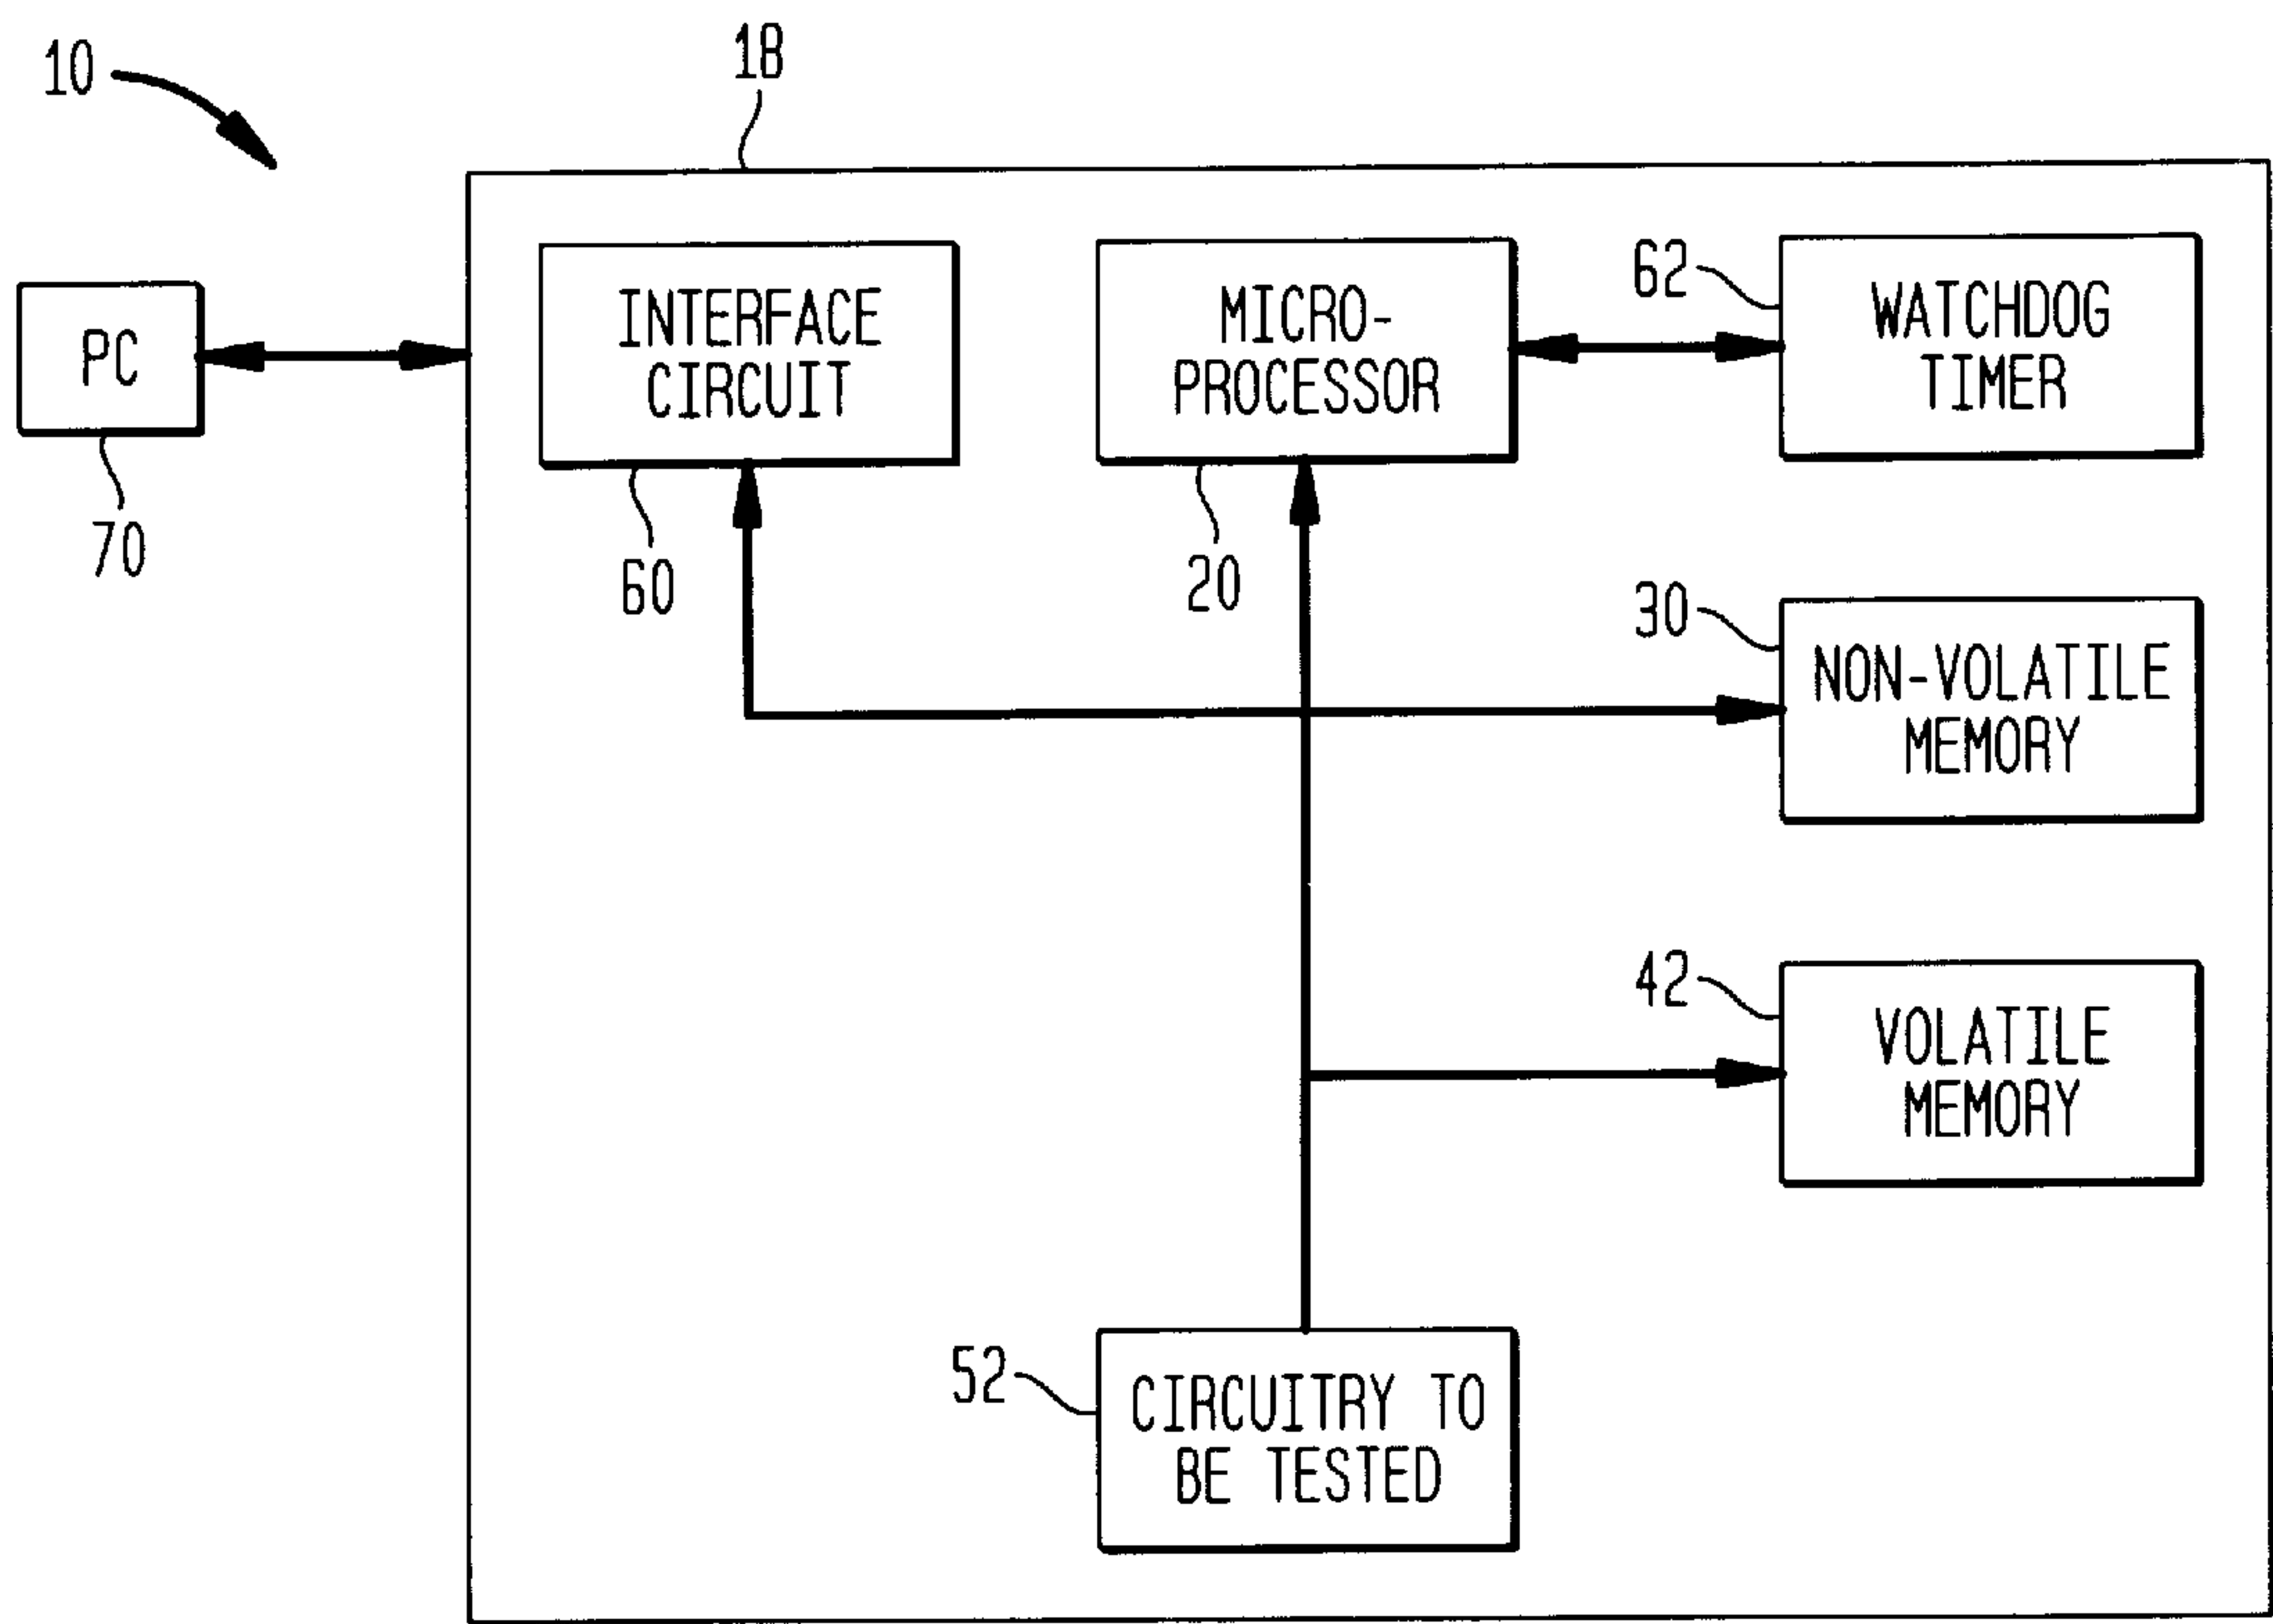 10
18
PC
70
INTERFACE
CIRCUIT
60
MICRO-
PROCESSOR
20
62
WATCHDOG
TIMER
30
NON-VOLATILE
MEMORY
42
VOLATILE
MEMORY
52
CIRCUITRY TO
BE TESTED